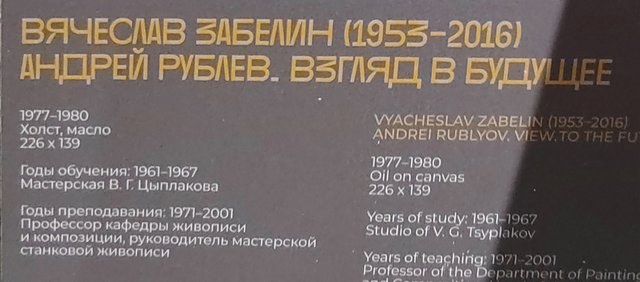 ВЯЧЕСЛАВ ЗАБЕЛИН (1953–2016)
АНДРЕЙ РУБЛЕВ. ВЗГЛЯД В БУДУЩЕЕ
1977–1980
Холст, масло
226 x 139
Годы обучения: 1961–1967
Мастерская В. Г. Цыплакова
Годы преподавания: 1971–2001
Профессор кафедры живописи
и композиции, руководитель мастерской
станковой живописи
VYACHESLAV ZABELIN (1953–2016)
ANDREI RUBLYOV. VIEW TO THE
1977–1980
Oil on canvas
226 x 139
Years of study: 1961–1967
Studio of V. G. Tsyplakov
Years of teaching: 1971–2001
Professor of the Department of Painting